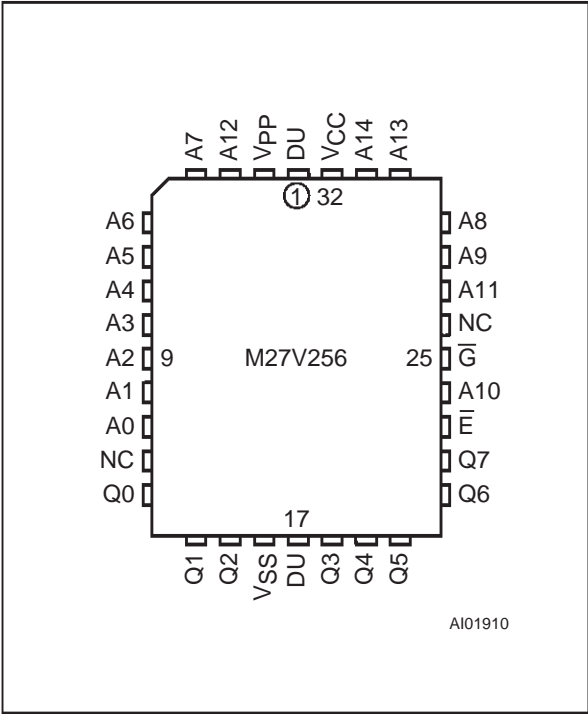 A7 A12 VPP DU VCC A14 A13
1 32
A6 A8
A5 A9
A4 A11
A3 NC
A2 9 M27V256 25 G̅
A1 A10
A0 E̅
NC Q7
Q0 Q6
17
Q1 Q2 VSS DU Q3 Q4 Q5
AI01910